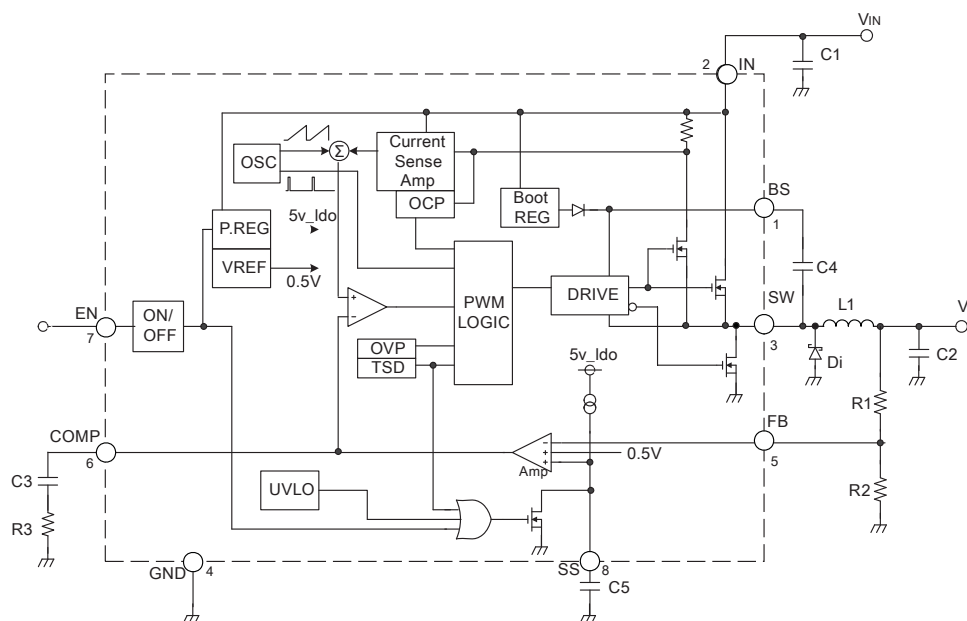 VIN
C1
2 IN
Current
Sense
Amp
OSC
Σ
OCP
Boot
REG
BS
1
5v_ldo
P.REG
VREF
0.5V
C4
DRIVE
PWM
LOGIC
SW
3
L1
V
EN
7
ON/
OFF
+
−
OVP
TSD
5v_ldo
Di
C2
R1
COMP
6
FB
5
Amp
−
+
+
0.5V
C3
R3
UVLO
R2
GND
4
SS
8
C5